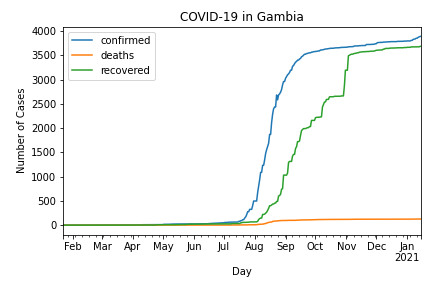 COVID-19 in Gambia
confirmed
deaths
recovered
Number of Cases
4000
3500
3000
2500
2000
1500
1000
500
0
Feb Mar Apr May Jun Jul Aug Sep Oct Nov Dec Jan
2021
Day